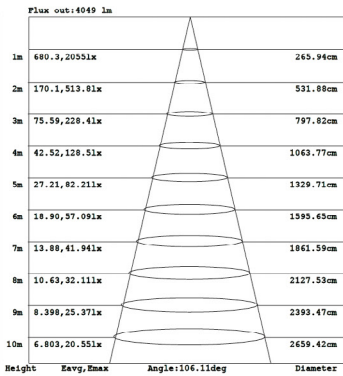 Flux out:4049 lm
1m 680.3,2055lx 265.94cm
2m 170.1,513.8lx 531.88cm
3m 75.59,228.4lx 797.82cm
4m 42.52,128.5lx 1063.77cm
5m 27.21,82.21lx 1329.71cm
6m 18.90,57.09lx 1595.65cm
7m 13.88,41.94lx 1861.59cm
8m 10.63,32.11lx 2127.53cm
9m 8.398,25.37lx 2393.47cm
10m 6.803,20.55lx 2659.42cm
Height Eavg,Emax Angle:106.11deg Diameter